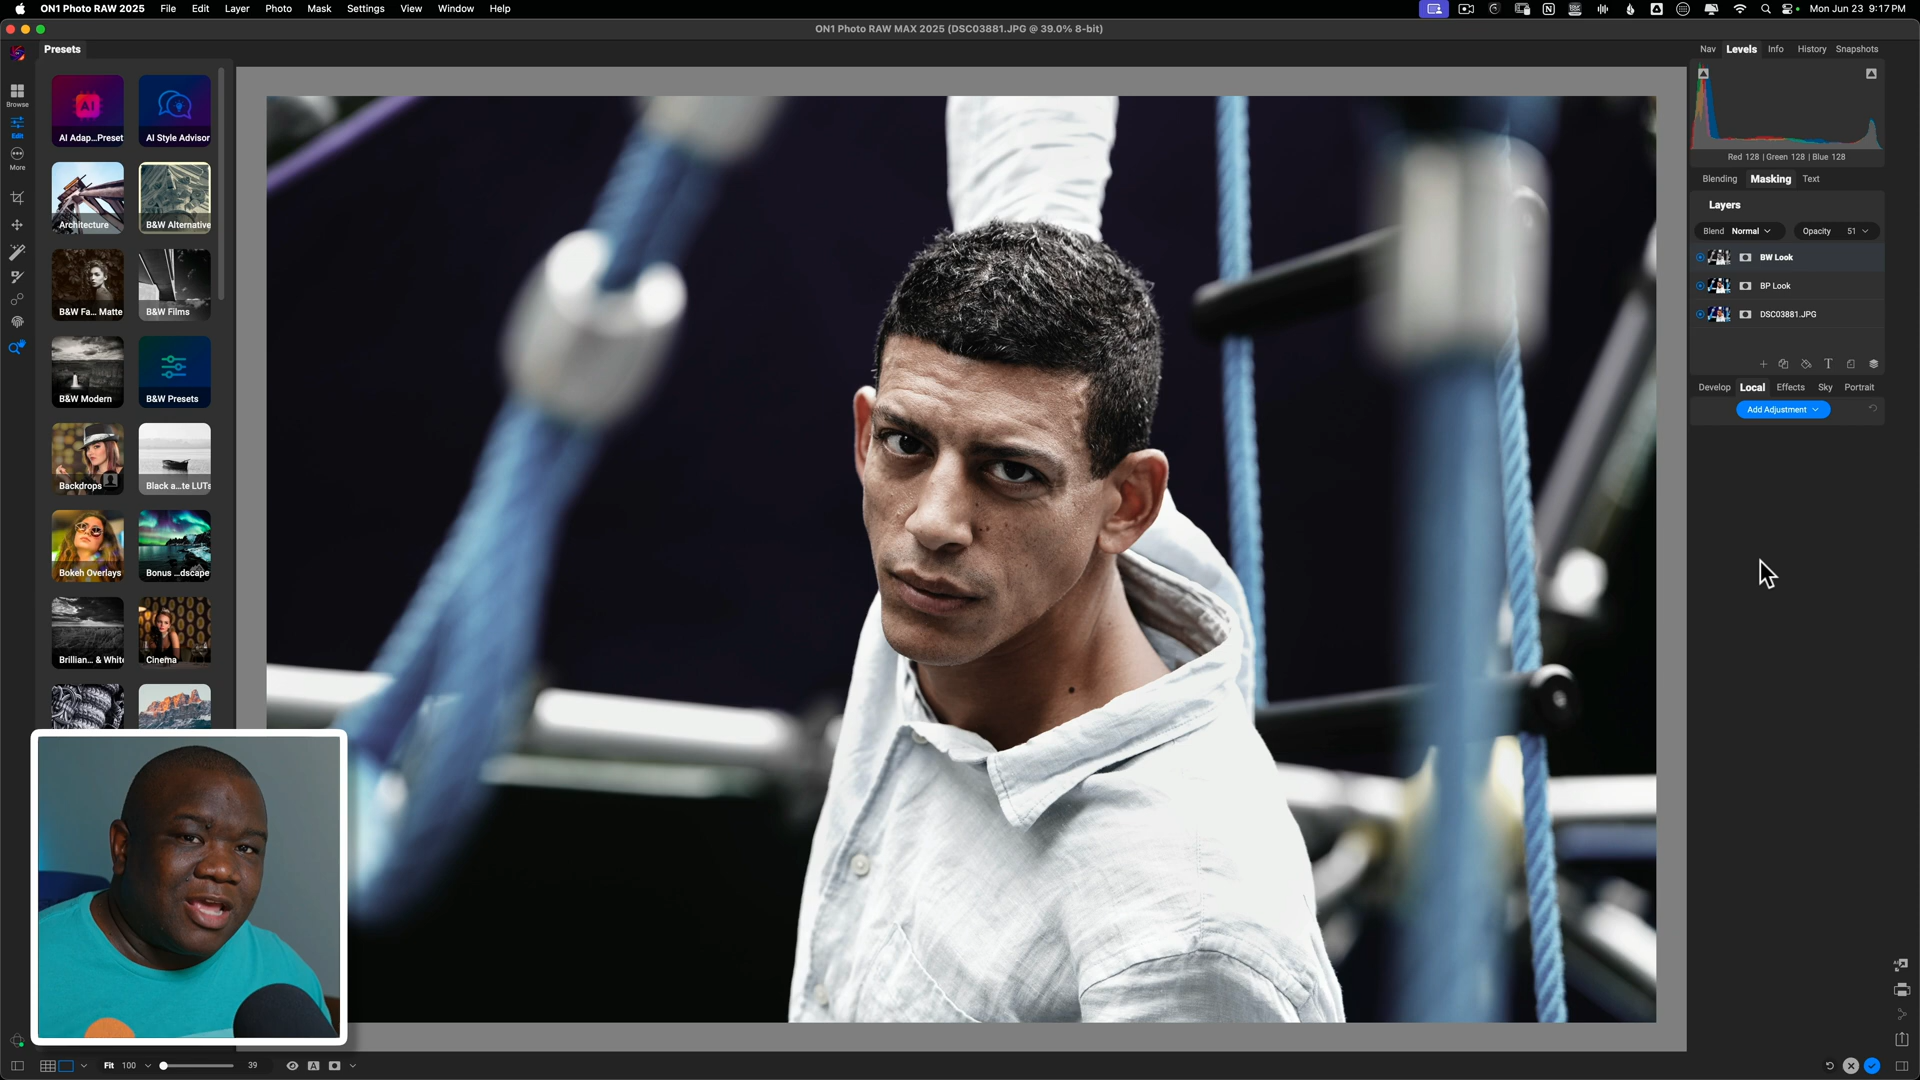 ON1 Photo RAW 2025 File Edit Layer Photo Mask Settings View Window Help Mon Jun 23 9:17 PM
ON1 Photo RAW MAX 2025 (DSC03881.JPG @ 39.0% 8-bit)
Presets
Browse
Edit
More
AI Adap...Preset AI Style Advisor
Architecture B&W Alternative
B&W Fa... Matte B&W Films
B&W Modern B&W Presets
Backdrops Black a...te LUTs
Bokeh Overlays Bonus ...dscape
Brillian... & White Cinema
Nav Levels Info History Snapshots
Red 128 | Green 128 | Blue 128
Blending Masking Text
Layers
Blend Normal Opacity 51
BW Look
BP Look
DSC03881.JPG
Develop Local Effects Sky Portrait
Add Adjustment
Fit 100 39